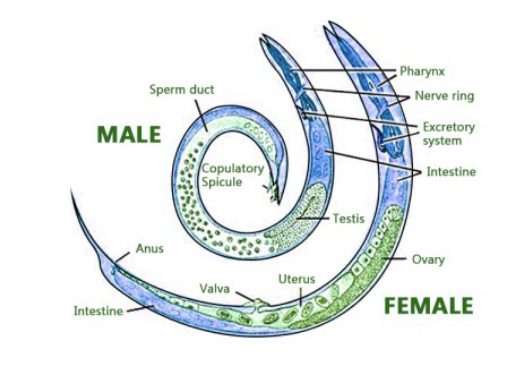 Pharynx
Sperm duct
Nerve ring
MALE
Excretory
system
Copulatory
Spicule
Intestine
Testis
Anus
Ovary
Valva
Uterus
Intestine
FEMALE